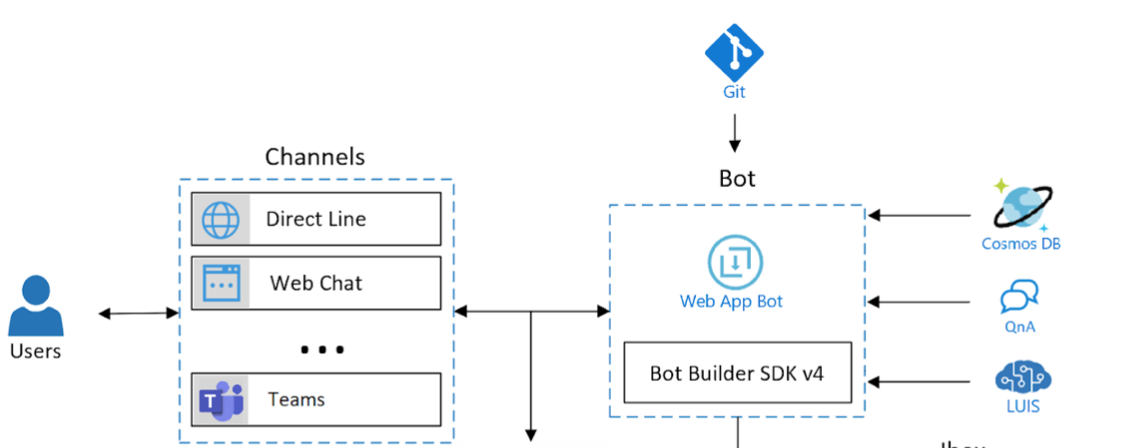 Git
Channels
Bot
Direct Line
Web Chat
Web App Bot
Cosmos DB
QnA
Users
Bot Builder SDK v4
Teams
LUIS